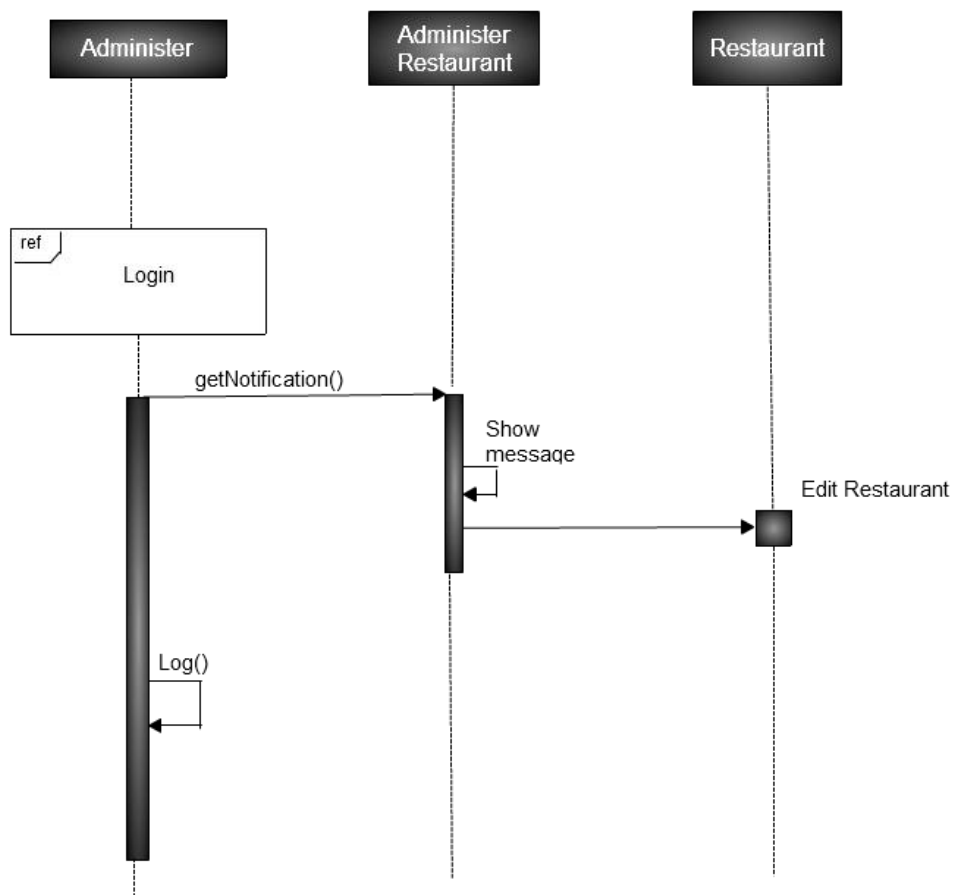 Administer
Administer
Restaurant
Restaurant
ref
Login
getNotification()
Show
message
Edit Restaurant
Log()